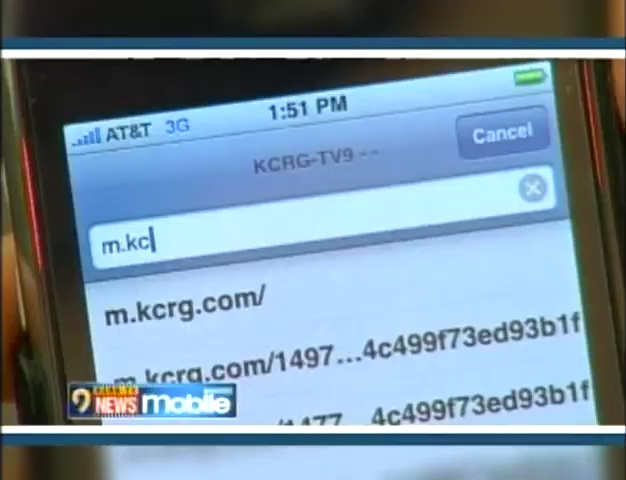 AT&T 3G 1:51 PM
KCRG-TV9 --
Cancel
m.kc
m.kcrg.com/
m.kcrg.com/1497...4c499f73ed93b1f
/1477...4c499f73ed93b1f
9
NEWS mobile